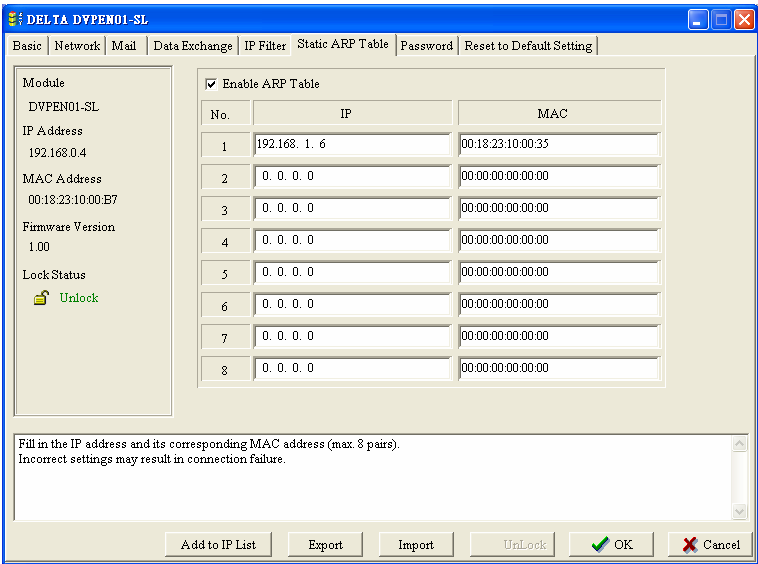 DELTA DVPEN01-SL
Basic Network Mail Data Exchange IP Filter Static ARP Table Password Reset to Default Setting
Module
DVPEN01-SL
IP Address
192.168.0.4
MAC Address
00:18:23:10:00:B7
Firmware Version
1.00
Lock Status
Unlock
Enable ARP Table
No. IP MAC
1 192.168. 1. 6 00:18:23:10:00:35
2 0. 0. 0. 0 00:00:00:00:00:00
3 0. 0. 0. 0 00:00:00:00:00:00
4 0. 0. 0. 0 00:00:00:00:00:00
5 0. 0. 0. 0 00:00:00:00:00:00
6 0. 0. 0. 0 00:00:00:00:00:00
7 0. 0. 0. 0 00:00:00:00:00:00
8 0. 0. 0. 0 00:00:00:00:00:00
Fill in the IP address and its corresponding MAC address (max. 8 pairs).
Incorrect settings may result in connection failure.
Add to IP List Export Import UnLock OK Cancel